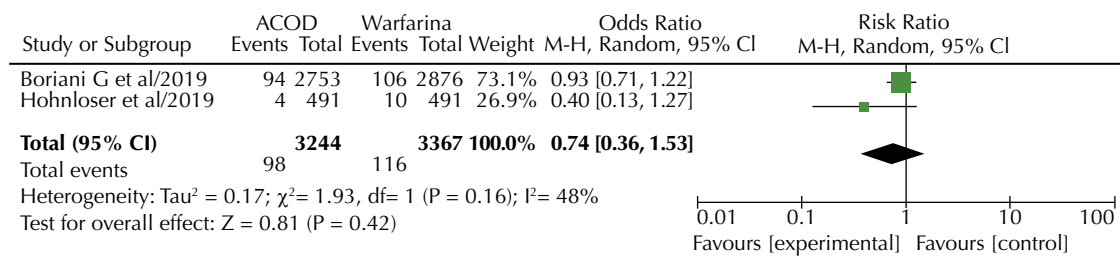 ACOD Warfarina Odds Ratio Risk Ratio
Study or Subgroup Events Total Events Total Weight M-H, Random, 95% CI M-H, Random, 95% CI
Boriani G et al/2019 94 2753 106 2876 73.1% 0.93 [0.71, 1.22]
Hohnloser et al/2019 4 491 10 491 26.9% 0.40 [0.13, 1.27]
Total (95% CI) 3244 3367 100.0% 0.74 [0.36, 1.53]
Total events 98 116
Heterogeneity: Tau² = 0.17; χ²= 1.93, df= 1 (P = 0.16); I²= 48%
Test for overall effect: Z = 0.81 (P = 0.42)
0.01 0.1 1 10 100
Favours [experimental] Favours [control]